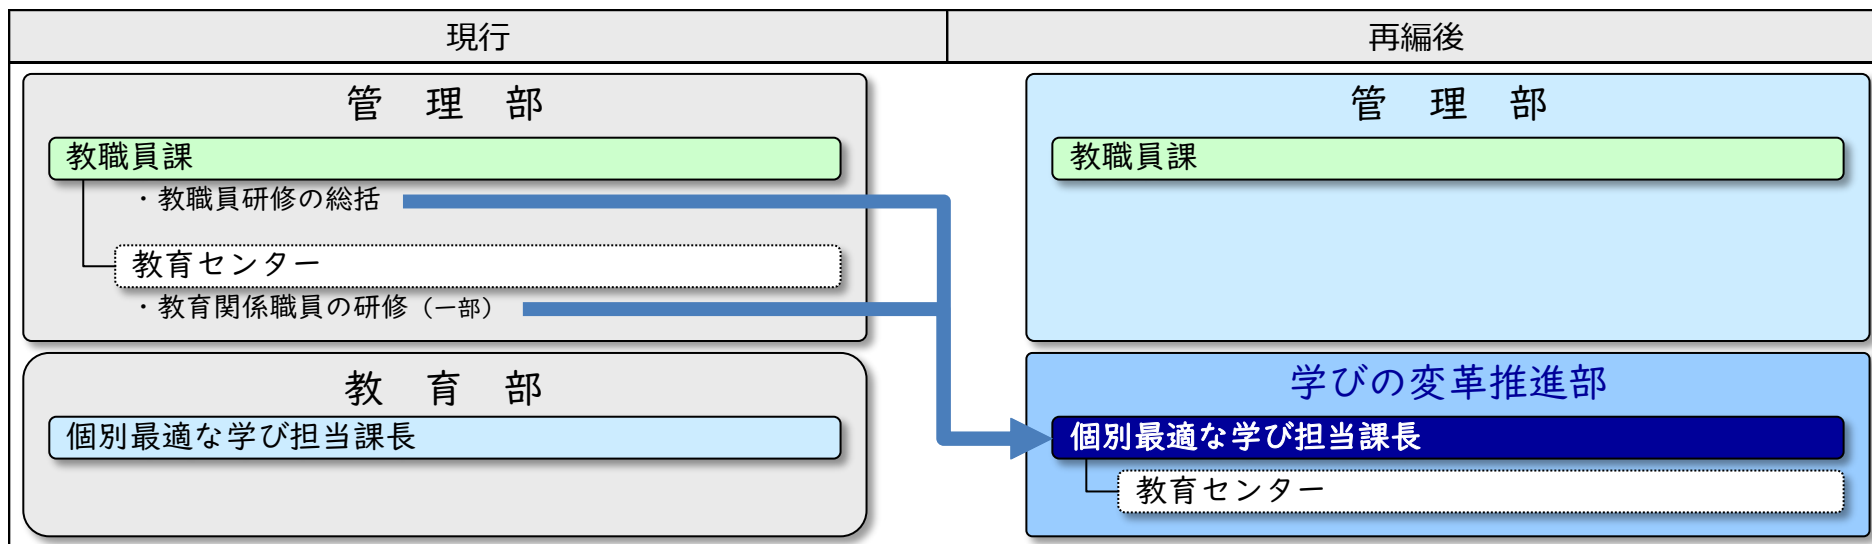 現行
再編後
管 理 部
教職員課
・教職員研修の総括
教育センター
・教育関係職員の研修（一部）
教 育 部
個別最適な学び担当課長
管 理 部
教職員課
学びの変革推進部
個別最適な学び担当課長
教育センター